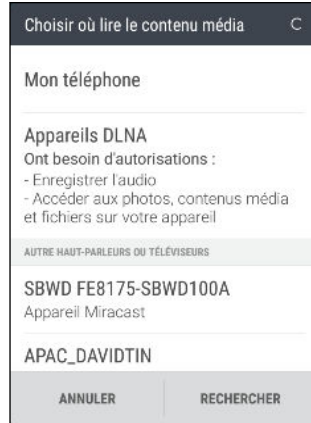 Choisir où lire le contenu média
Mon téléphone
Appareils DLNA
Ont besoin d'autorisations :
- Enregistrer l'audio
- Accéder aux photos, contenus média
et fichiers sur votre appareil
AUTRE HAUT-PARLEURS OU TÉLÉVISEURS
SBWD FE8175-SBWD100A
Appareil Miracast
APAC_DAVIDTIN
ANNULER
RECHERCHER